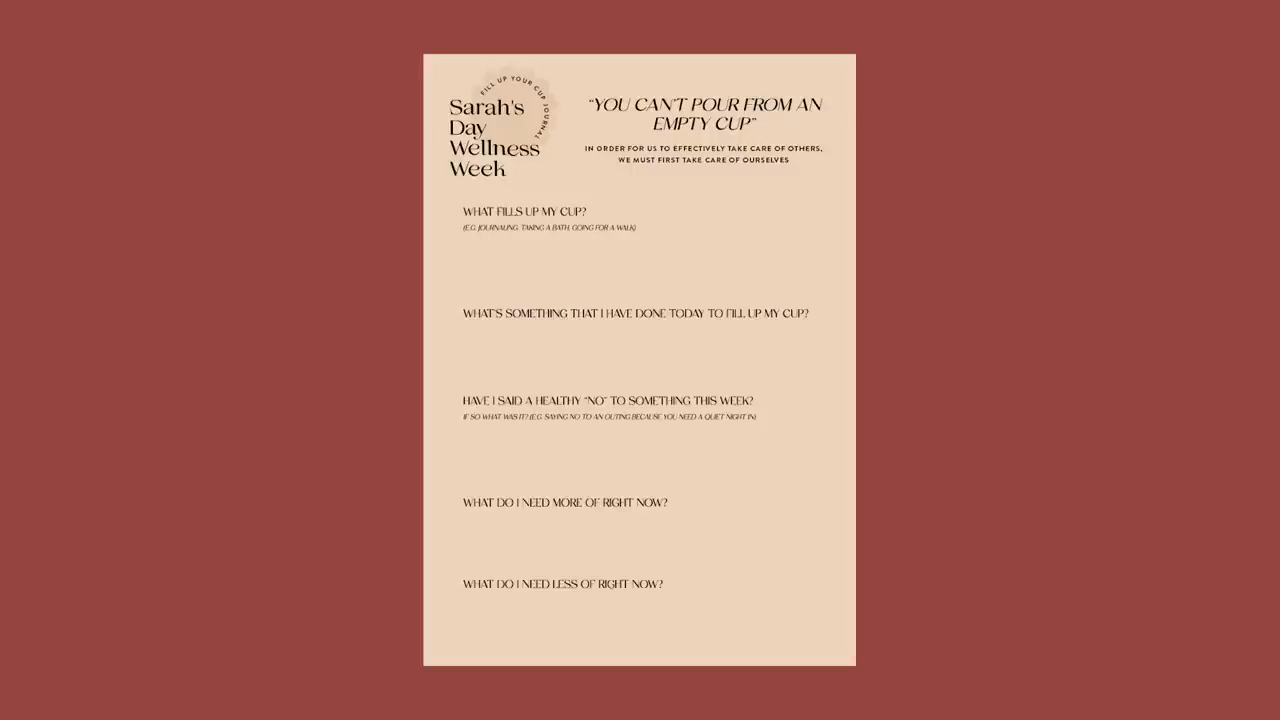 FILL UP YOUR CUP JOURNAL
Sarah's
Day
Wellness
Week
“YOU CAN'T POUR FROM AN
EMPTY CUP”
IN ORDER FOR US TO EFFECTIVELY TAKE CARE OF OTHERS,
WE MUST FIRST TAKE CARE OF OURSELVES
WHAT FILLS UP MY CUP?
(E.G. JOURNALING, TAKING A BATH, GOING FOR A WALK)
WHAT'S SOMETHING THAT I HAVE DONE TODAY TO FILL UP MY CUP?
HAVE I SAID A HEALTHY “NO” TO SOMETHING THIS WEEK?
IF SO WHAT WAS IT? (E.G. SAYING NO TO AN OUTING BECAUSE YOU NEED A QUIET NIGHT IN)
WHAT DO I NEED MORE OF RIGHT NOW?
WHAT DO I NEED LESS OF RIGHT NOW?